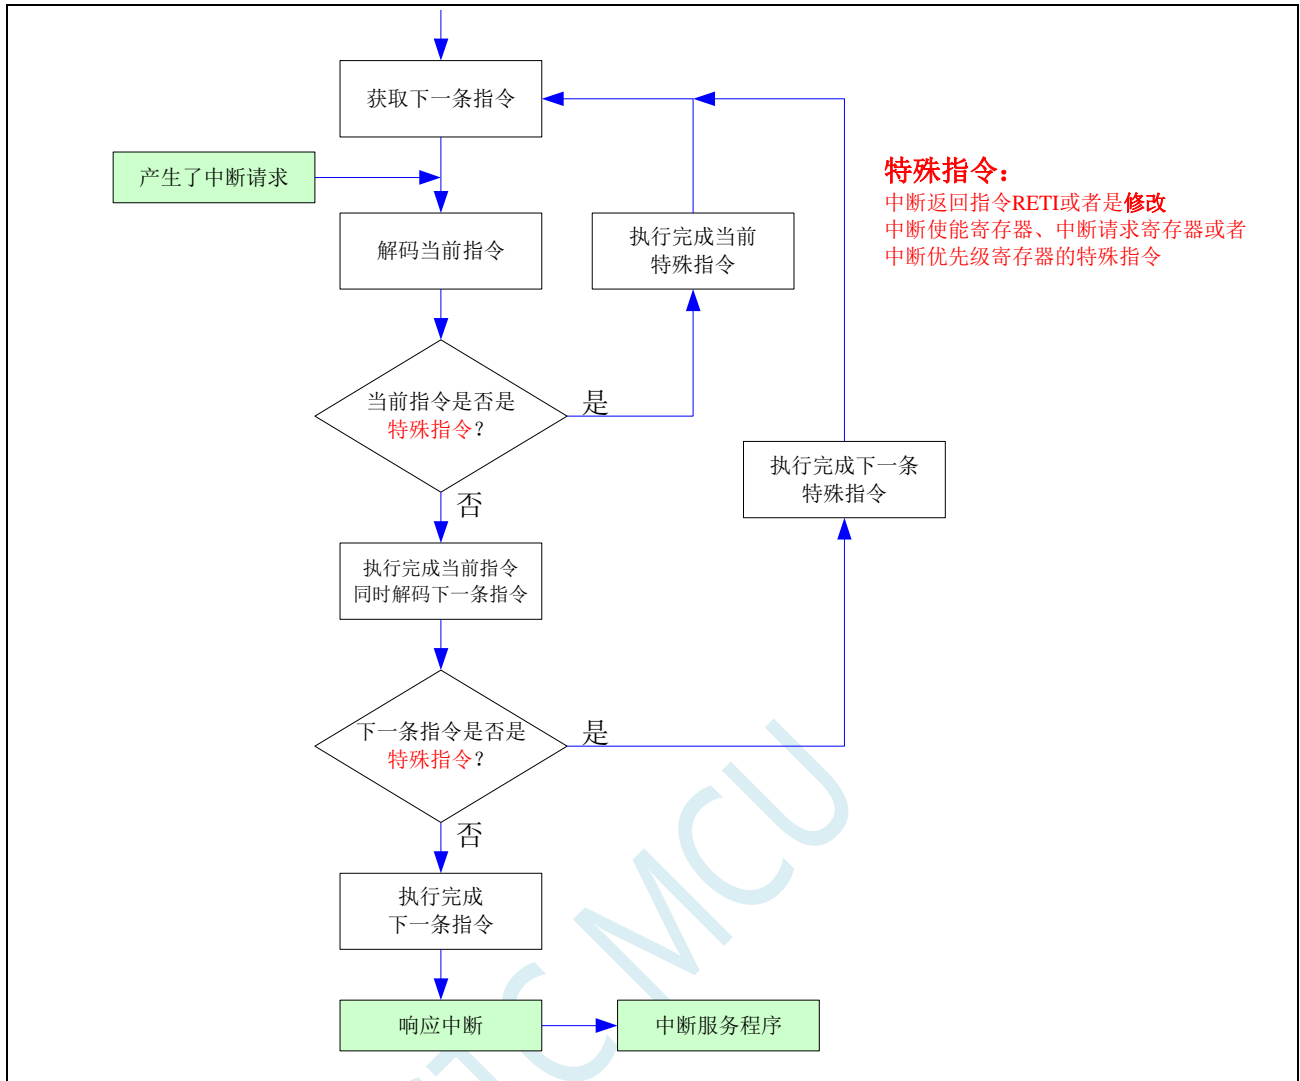 获取下一条指令
产生了中断请求
解码当前指令
执行完成当前
特殊指令
特殊指令：
中断返回指令RETI或者是修改
中断使能寄存器、中断请求寄存器或者
中断优先级寄存器的特殊指令
当前指令是否是
特殊指令？
是
否
执行完成下一条
特殊指令
执行完成当前指令
同时解码下一条指令
下一条指令是否是
特殊指令？
是
否
执行完成
下一条指令
响应中断
中断服务程序
STC MCU